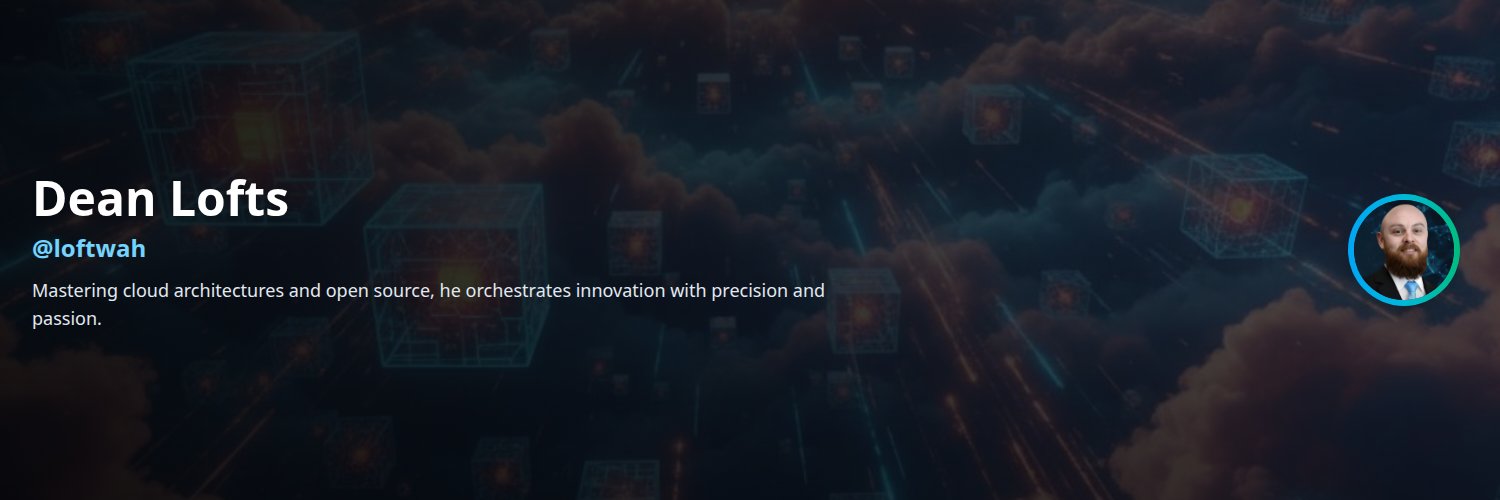 Dean Lofts
@loftwah
Mastering cloud architectures and open source, he orchestrates innovation with precision and
passion.